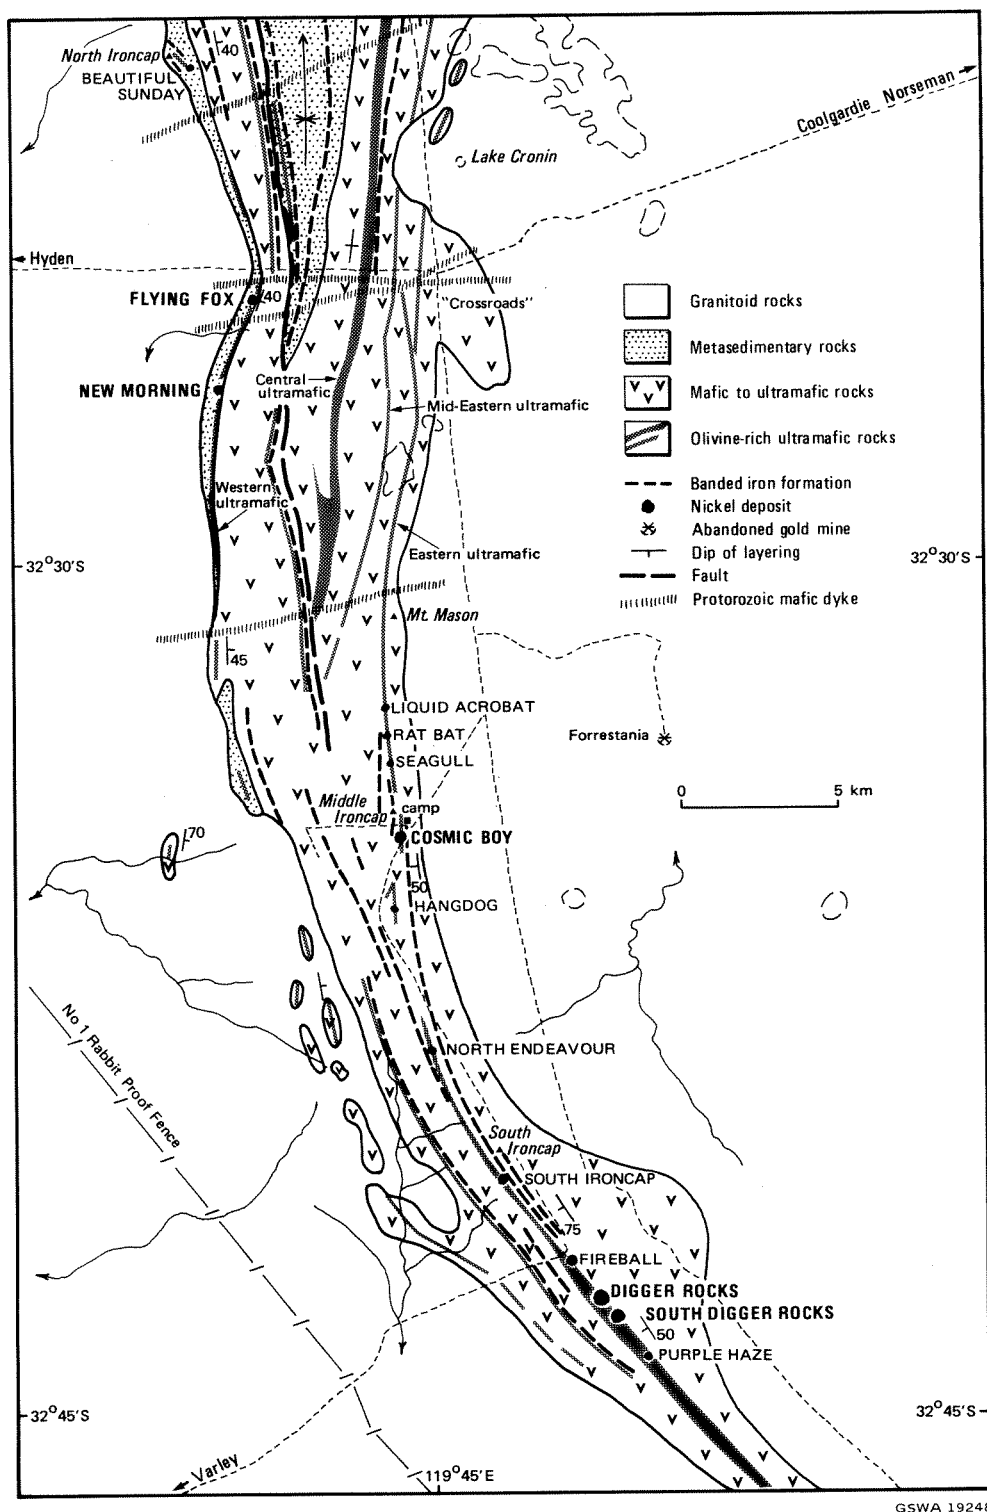 North Ironcap
BEAUTIFUL
SUNDAY
40
Coolgardie Norseman
Lake Cronin
Hyden
FLYING FOX
40
"Crossroads"
Granitoid rocks
Metasedimentary rocks
Mafic to ultramafic rocks
Olivine-rich ultramafic rocks
Banded iron formation
Nickel deposit
Abandoned gold mine
Dip of layering
Fault
Protorozoic mafic dyke
Central
ultramafic
NEW MORNING
Mid-Eastern ultramafic
Western
ultramafic
Eastern ultramafic
32°30'S
32°30'S
Mt. Mason
45
LIQUID ACROBAT
RAT BAT
SEAGULL
Forrestania
0
5 km
Middle
Ironcap
camp
COSMIC BOY
70
50
HANGDOG
No 1 Rabbit Proof Fence
NORTH ENDEAVOUR
South
Ironcap
SOUTH IRONCAP
75
FIREBALL
DIGGER ROCKS
SOUTH DIGGER ROCKS
50
PURPLE HAZE
32°45'S
32°45'S
Varley
119°45'E
GSWA 19248